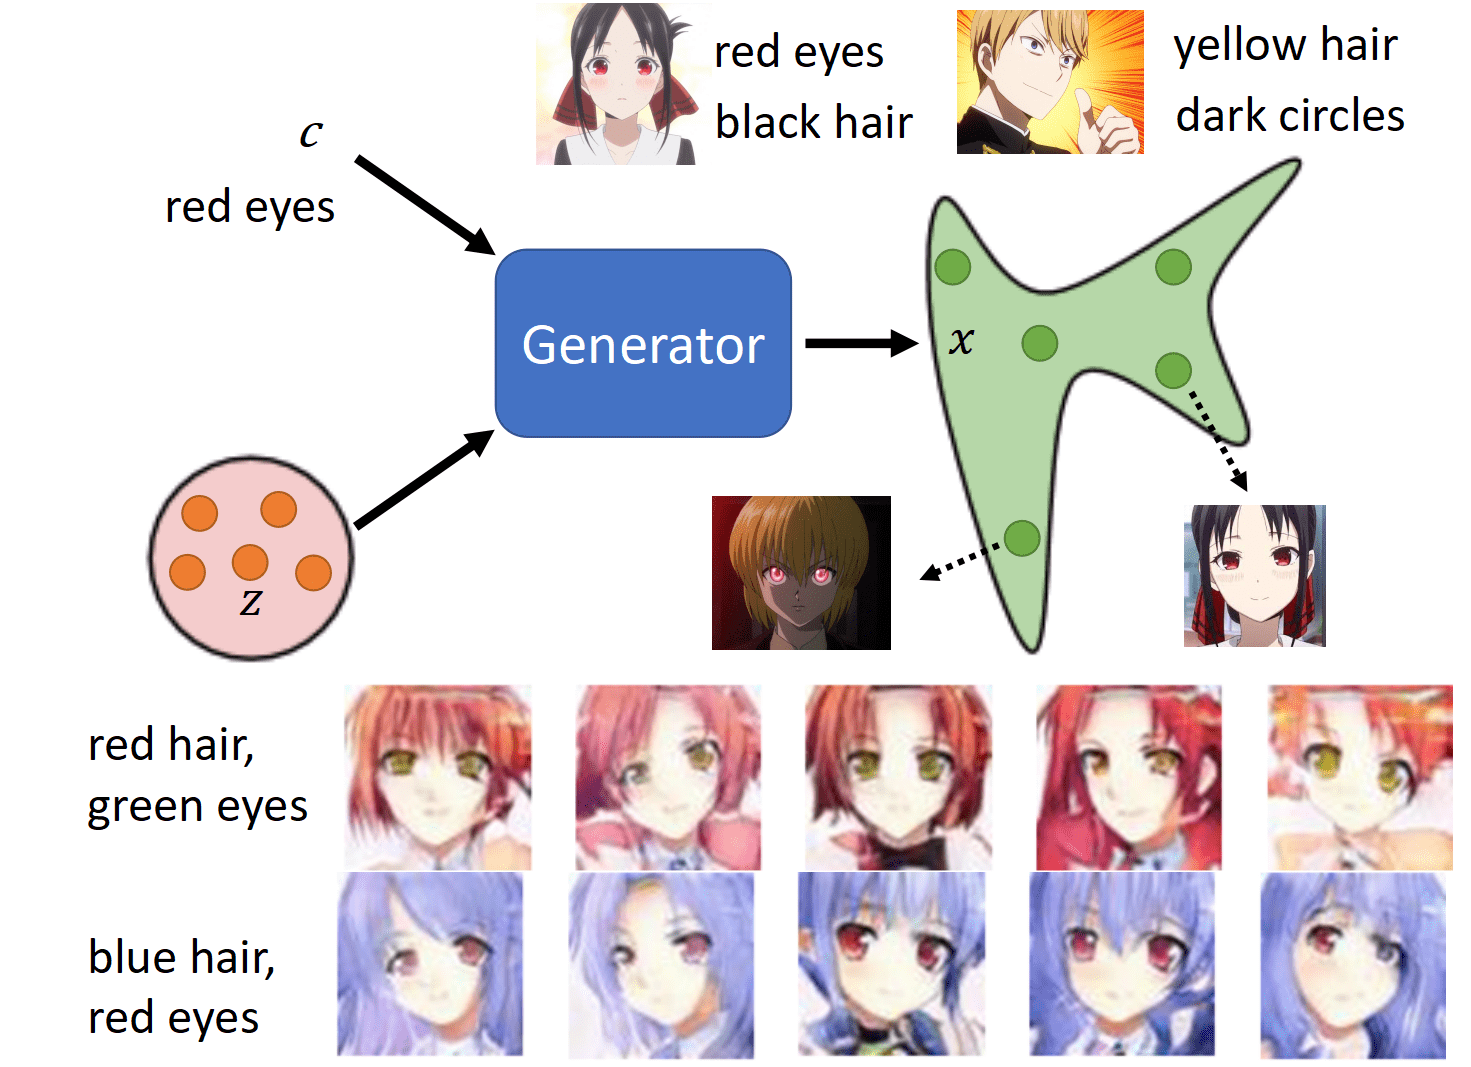 red eyes
black hair
yellow hair
dark circles
c
red eyes
Generator
x
z
red hair,
green eyes
blue hair,
red eyes